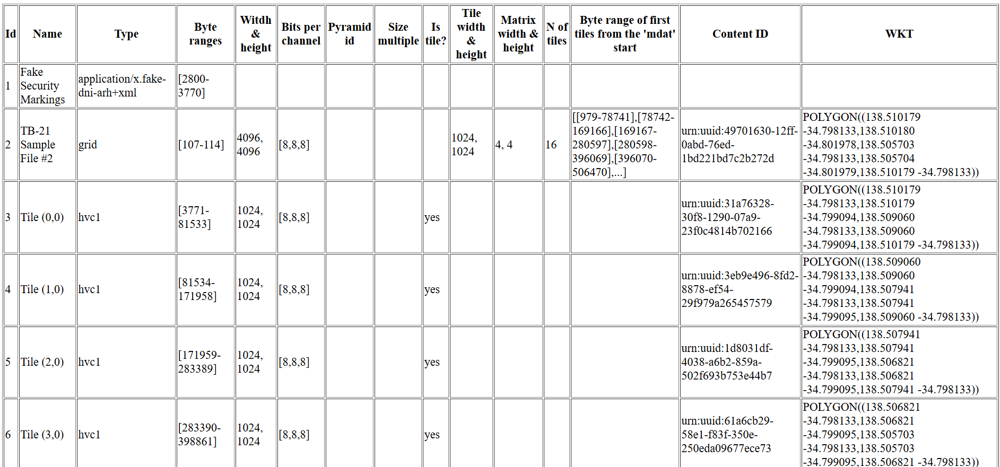 Id Name Type Byte ranges Witdh & height Bits per channel Pyramid id Size multiple Is tile? Tile width & height Matrix width & height N of tiles Byte range of first tiles from the 'mdat' start Content ID WKT
1
Fake
Security
Markings
application/x.fake-
dni-arh+xml
[2800-
3770]
2
TB-21
Sample
File #2
grid
[107-114]
4096,
4096
[8,8,8]
1024,
1024
4, 4
16
[[979-78741],[78742-
169166],[169167-
280597],[280598-
396069],[396070-
506470],...]
urn:uuid:49701630-12ff-
0abd-76ed-
1bd221bd7c2b272d
POLYGON((138.510179
-34.798133,138.510180
-34.801978,138.505703
-34.798133,138.505704
-34.801979,138.510179 -34.798133))
3
Tile (0,0)
hvc1
[3771-
81533]
1024,
1024
[8,8,8]
yes
urn:uuid:31a76328-
30f8-1290-07a9-
23f0c4814b702166
POLYGON((138.510179
-34.798133,138.510179
-34.799094,138.509060
-34.798133,138.509060
-34.799094,138.510179 -34.798133))
4
Tile (1,0)
hvc1
[81534-
171958]
1024,
1024
[8,8,8]
yes
urn:uuid:3eb9e496-8fd2-
8878-ef54-
29f979a265457579
POLYGON((138.509060
-34.798133,138.509060
-34.799094,138.507941
-34.798133,138.507941
-34.799095,138.509060 -34.798133))
5
Tile (2,0)
hvc1
[171959-
283389]
1024,
1024
[8,8,8]
yes
urn:uuid:1d8031df-
4038-a6b2-859a-
502f693b753e44b7
POLYGON((138.507941
-34.798133,138.507941
-34.799095,138.506821
-34.798133,138.506821
-34.799095,138.507941 -34.798133))
6
Tile (3,0)
hvc1
[283390-
398861]
1024,
1024
[8,8,8]
yes
urn:uuid:61a6cb29-
58e1-f83f-350e-
250eda09677ece73
POLYGON((138.506821
-34.798133,138.506821
-34.799095,138.505703
-34.798133,138.505703
-34.799095,138.506821 -34.798133))